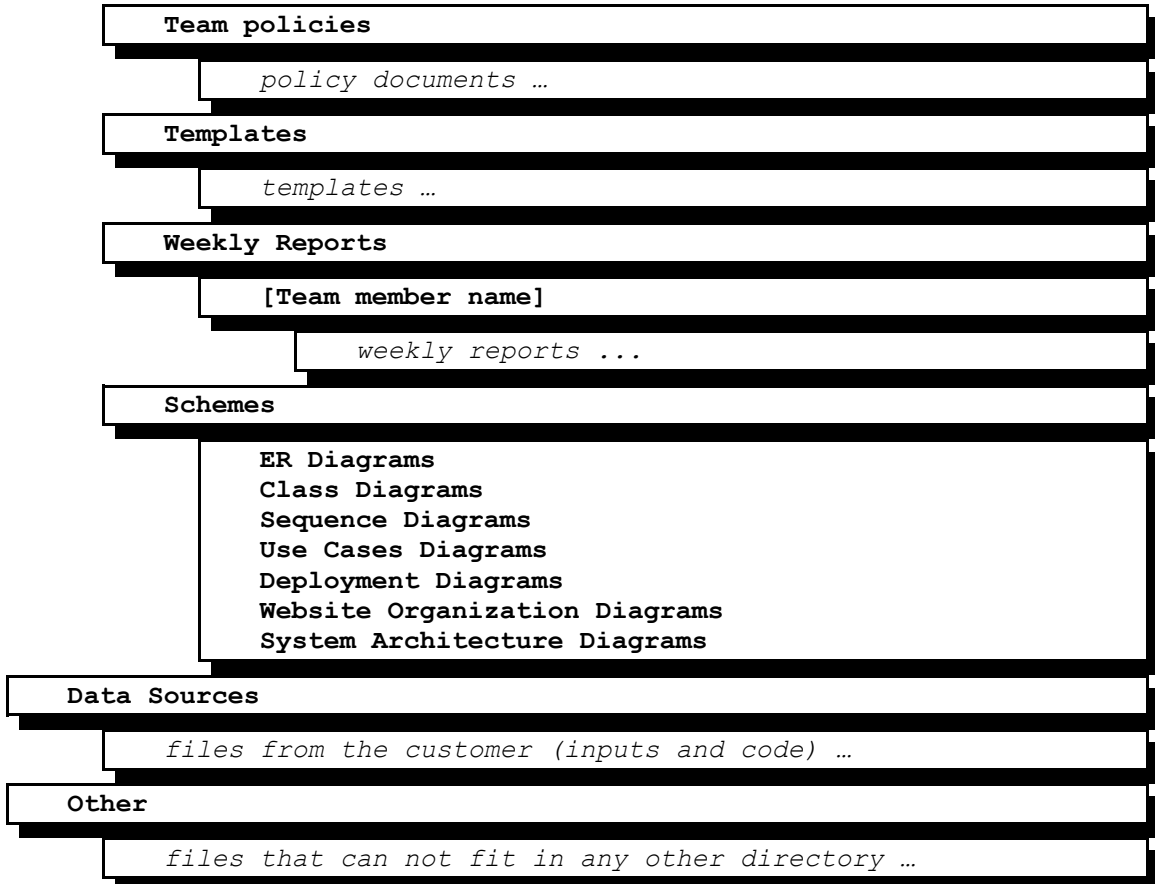 Team policies
policy documents …
Templates
templates …
Weekly Reports
[Team member name]
weekly reports ...
Schemes
ER Diagrams
Class Diagrams
Sequence Diagrams
Use Cases Diagrams
Deployment Diagrams
Website Organization Diagrams
System Architecture Diagrams
Data Sources
files from the customer (inputs and code) …
Other
files that can not fit in any other directory …